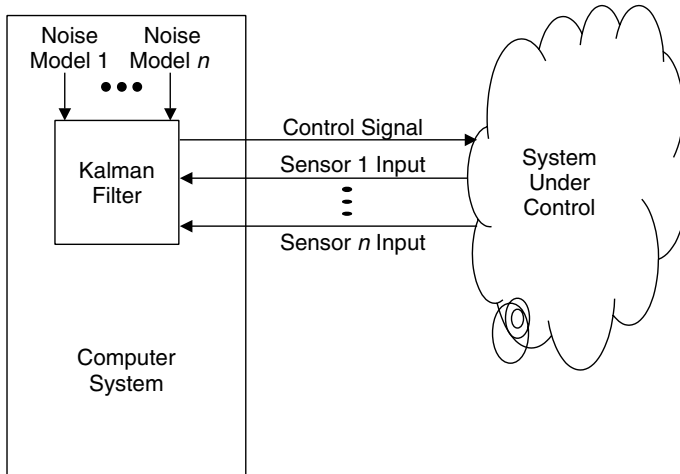 Noise
Model 1
Noise
Model n
Kalman
Filter
Control Signal
Sensor 1 Input
Sensor n Input
System
Under
Control
Computer
System